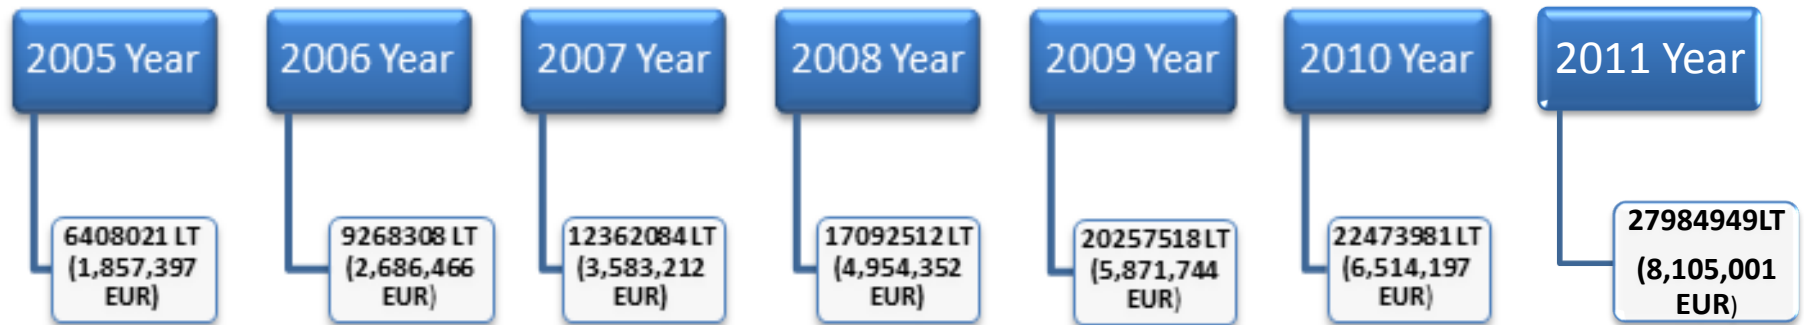 2005 Year
2006 Year
2007 Year
2008 Year
2009 Year
2010 Year
2011 Year
6408021 LT
(1,857,397
EUR)
9268308 LT
(2,686,466
EUR)
12362084 LT
(3,583,212
EUR)
17092512 LT
(4,954,352
EUR)
20257518 LT
(5,871,744
EUR)
22473981 LT
(6,514,197
EUR)
27984949LT
(8,105,001
EUR)